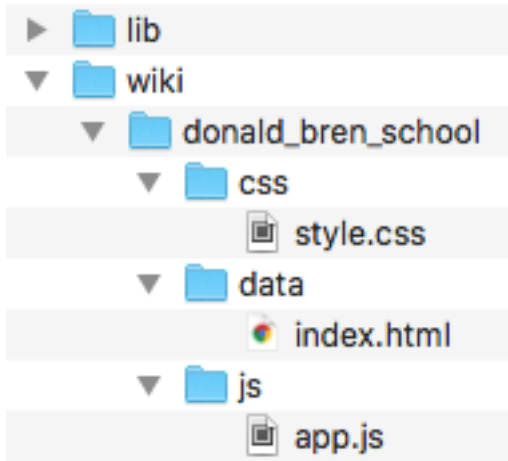 lib
wiki
donald_bren_school
css
style.css
data
index.html
js
app.js